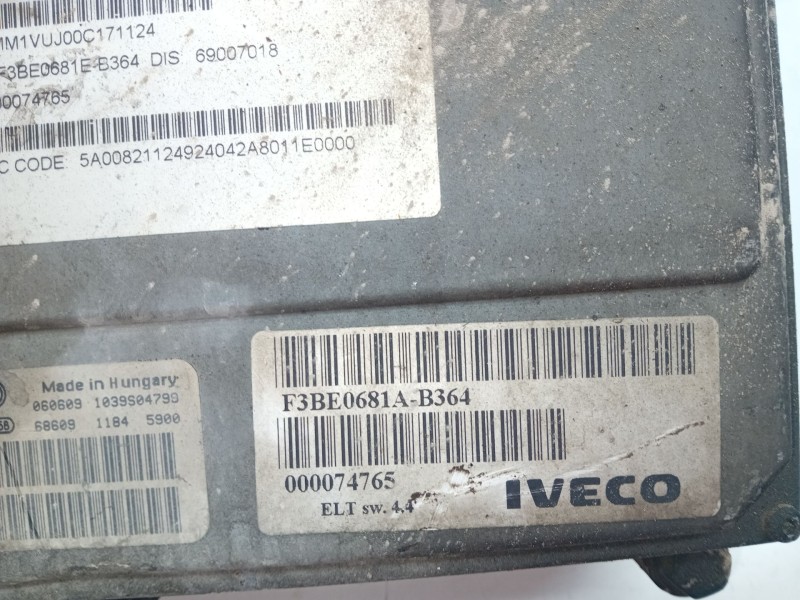 MM1VUJ00C171124
F3BE0681E-B364 DIS 69007018
00074765
C CODE 5A00821124924042A8011E0000
Made in Hungary
060609 1039S04799
68609 1184 5900
F3BE0681A-B364
000074765
ELT sw. 4.4
IVECO